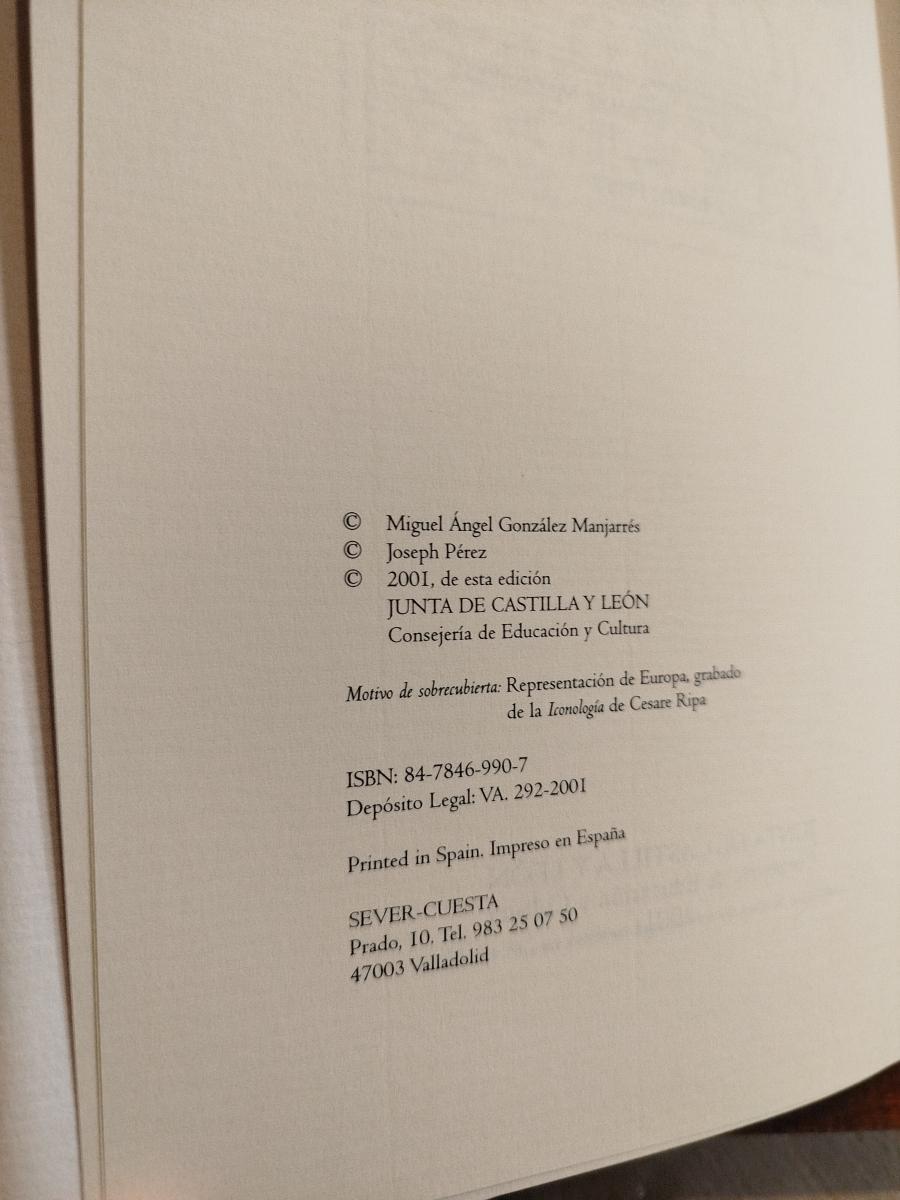 © Miguel Ángel González Manjarrés
© Joseph Pérez
© 2001, de esta edición
JUNTA DE CASTILLA Y LEÓN
Consejería de Educación y Cultura
Motivo de sobrecubierta: Representación de Europa, grabado
de la Iconología de Cesare Ripa
ISBN: 84-7846-990-7
Depósito Legal: VA. 292-2001
Printed in Spain. Impreso en España
SEVER-CUESTA
Prado, 10. Tel. 983 25 07 50
47003 Valladolid